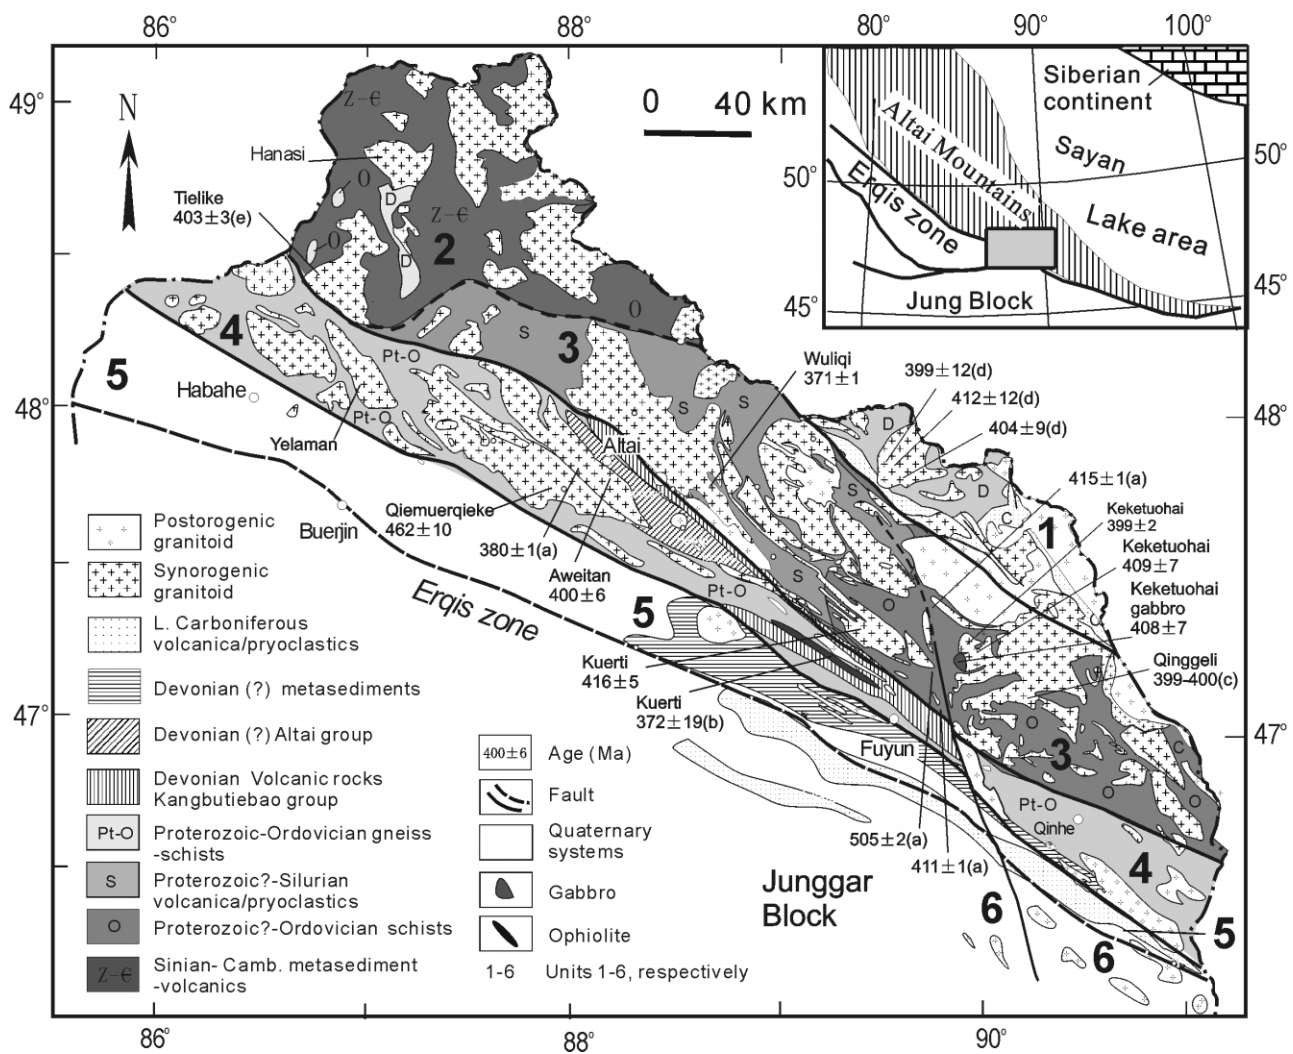 86°
88°
80°
90°
100°
49°
N
0 40 km
Siberian
continent
Altai Mountains
Sayan
50°
50°
Erqis zone
Lake area
45°
45°
Jung Block
Z-Є
Hanasi
Tielike
403±3(e)
O
D
Z-Є
2
O
D
O
4
S
3
5
Pt-O
Habahe
Wuliqi
371±1
399±12(d)
412±12(d)
404±9(d)
48°
48°
S
S
D
Pt-O
Yelaman
Altai
415±1(a)
S
D
C
1
Keketuohai
399±2
Keketuohai
409±7
Keketuohai
gabbro
408±7
Qinggeli
399-400(c)
Buerjin
Qiemuerqieke
462±10
380±1(a)
Aweitan
400±6
S
Pt-O
O
Erqis zone
5
Kuerti
416±5
Kuerti
372±19(b)
47°
47°
Fuyun
O
3
C
O
O
Pt-O
Qinhe
505±2(a)
411±1(a)
4
Junggar
Block
6
5
6
Postorogenic
granitoid
Synorogenic
granitoid
L. Carboniferous
volcanica/pryoclastics
Devonian (?) metasediments
Devonian (?) Altai group
Devonian Volcanic rocks
Kangbutiebao group
Pt-O Proterozoic-Ordovician gneiss
-schists
S Proterozoic?-Silurian
volcanica/pryoclastics
O Proterozoic?-Ordovician schists
Z-Є Sinian- Camb. metasediment
-volcanics
400±6 Age (Ma)
Fault
Quaternary
systems
Gabbro
Ophiolite
1-6 Units 1-6, respectively
86°
88°
90°